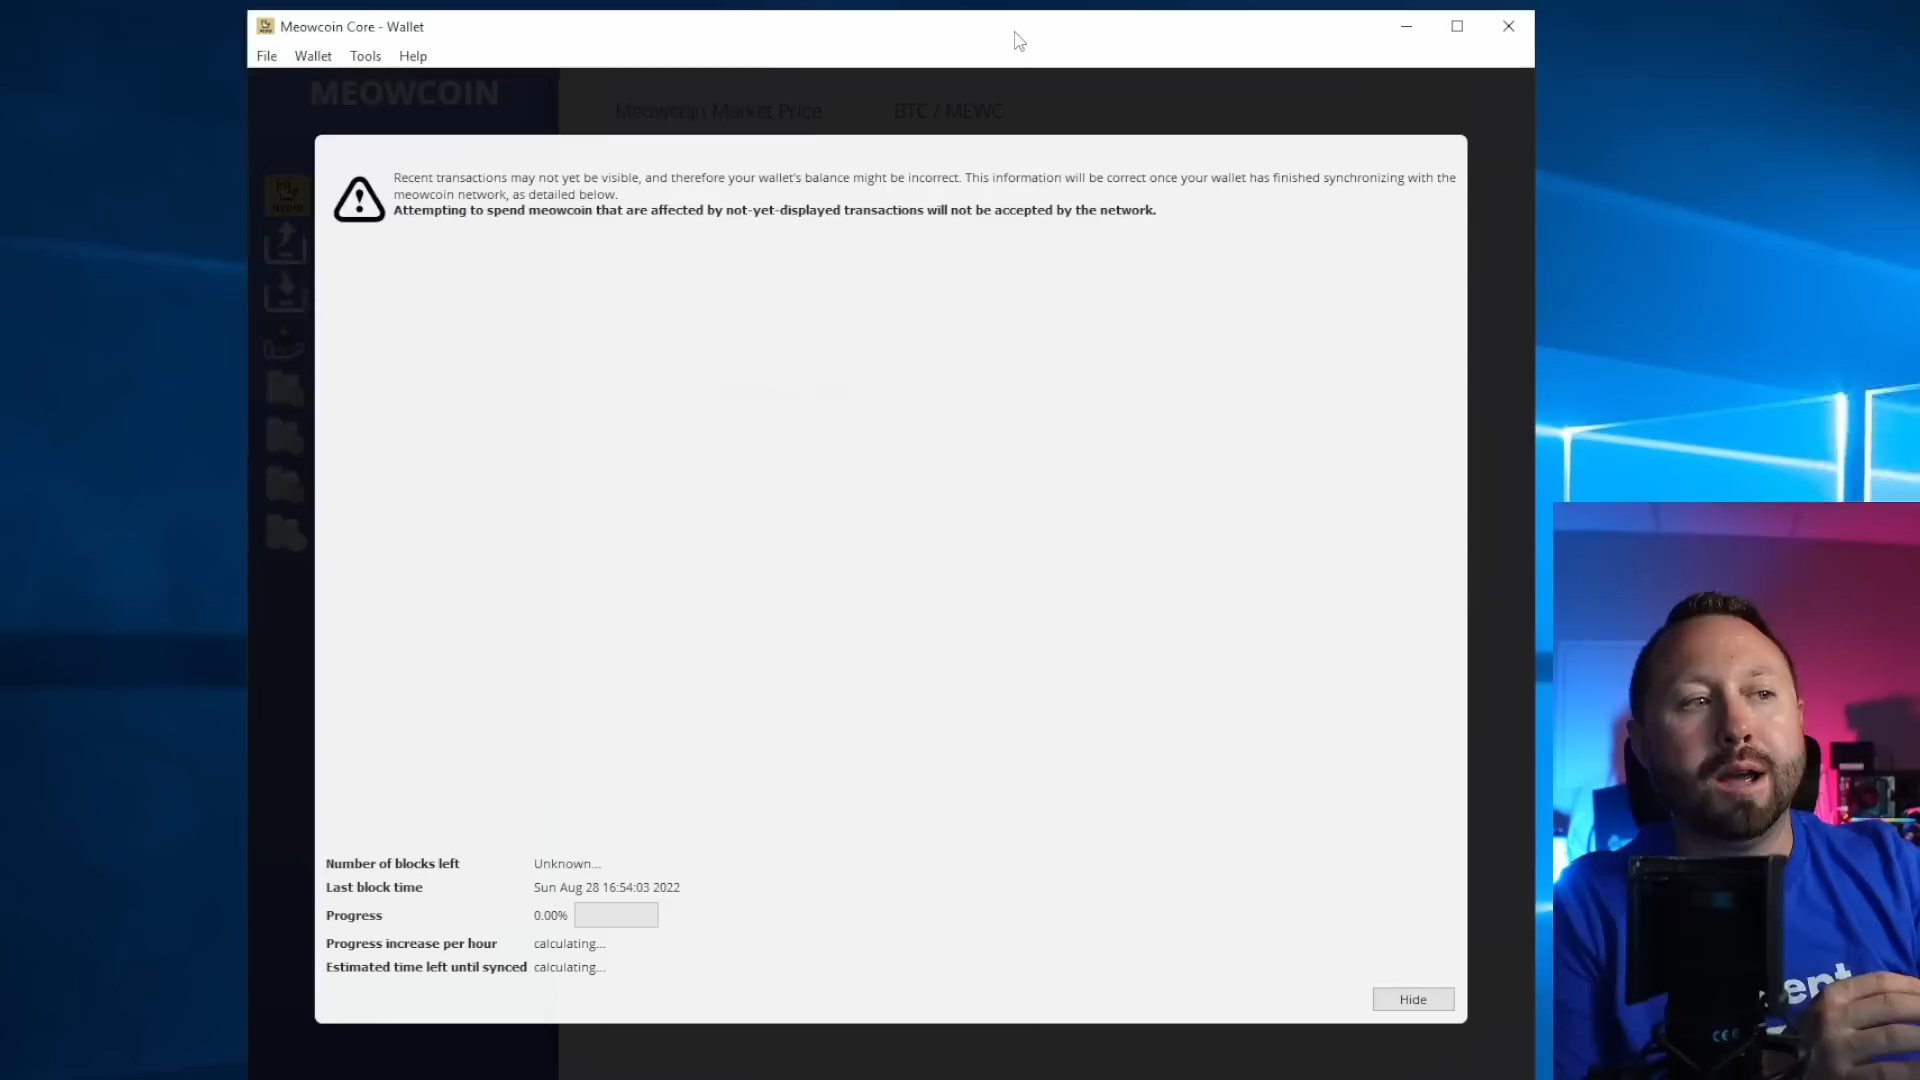 Meowcoin Core - Wallet
File Wallet Tools Help
MEOWCOIN
Meowcoin Market Price BTC / MEWC
Recent transactions may not yet be visible, and therefore your wallet's balance might be incorrect. This information will be correct once your wallet has finished synchronizing with the
meowcoin network, as detailed below.
Attempting to spend meowcoin that are affected by not-yet-displayed transactions will not be accepted by the network.
Number of blocks left Unknown...
Last block time Sun Aug 28 16:54:03 2022
Progress 0.00%
Progress increase per hour calculating...
Estimated time left until synced calculating...
Hide
CE